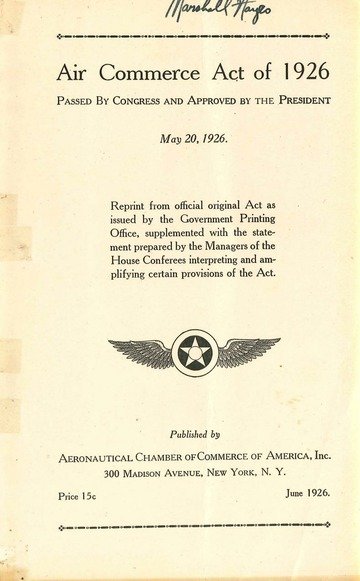 Marshall Hayes
Air Commerce Act of 1926
Passed By Congress and Approved by the President
May 20, 1926.
Reprint from official original Act as
issued by the Government Printing
Office, supplemented with the state-
ment prepared by the Managers of the
House Conferees interpreting and am-
plifying certain provisions of the Act.
Published by
Aeronautical Chamber of Commerce of America, Inc.
300 Madison Avenue, New York, N. Y.
Price 15c June 1926.